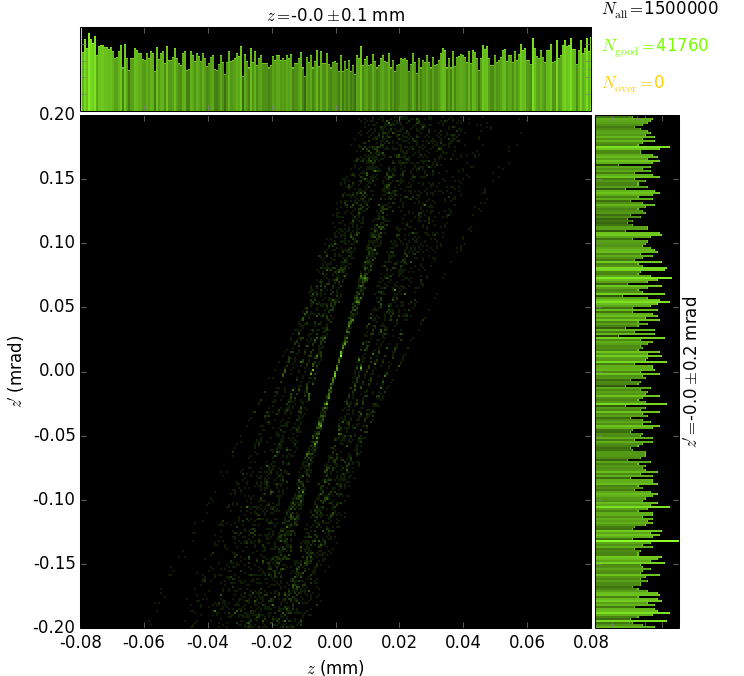 z=-0.0 ±0.1 mm
N_all=1500000
N_good=41760
N_over=0
0.20
0.15
0.10
0.05
0.00
-0.05
-0.10
-0.15
-0.20
z′ (mrad)
z′=-0.0 ±0.2 mrad
-0.08 -0.06 -0.04 -0.02 0.00 0.02 0.04 0.06 0.08
z (mm)